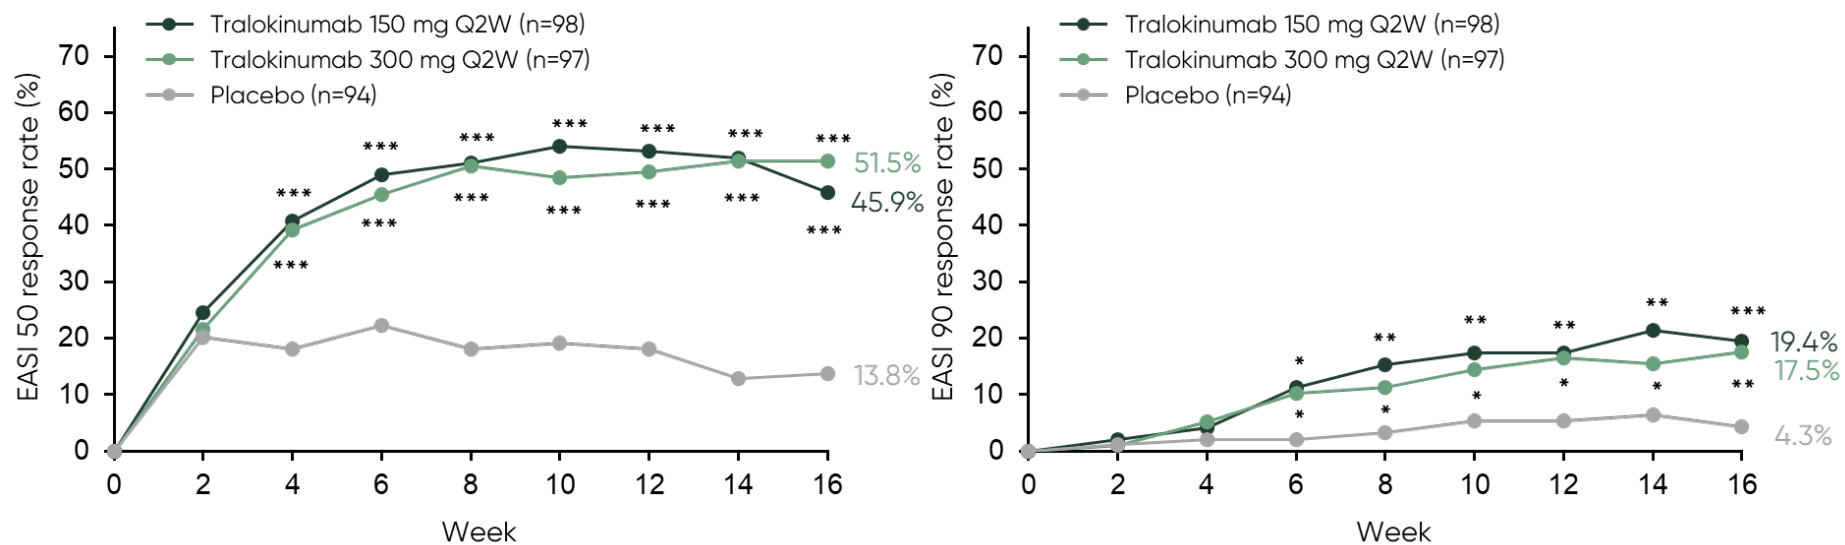 Tralokinumab 150 mg Q2W (n=98)
Tralokinumab 300 mg Q2W (n=97)
Placebo (n=94)
EASI 50 response rate (%)
70
60
50
40
30
20
10
0
*** *** *** *** *** *** ***
*** *** *** *** *** *** ***
51.5%
45.9%
13.8%
0 2 4 6 8 10 12 14 16
Week
Tralokinumab 150 mg Q2W (n=98)
Tralokinumab 300 mg Q2W (n=97)
Placebo (n=94)
EASI 90 response rate (%)
70
60
50
40
30
20
10
0
* ** ** ** ** ***
* * * * * **
19.4%
17.5%
4.3%
0 2 4 6 8 10 12 14 16
Week